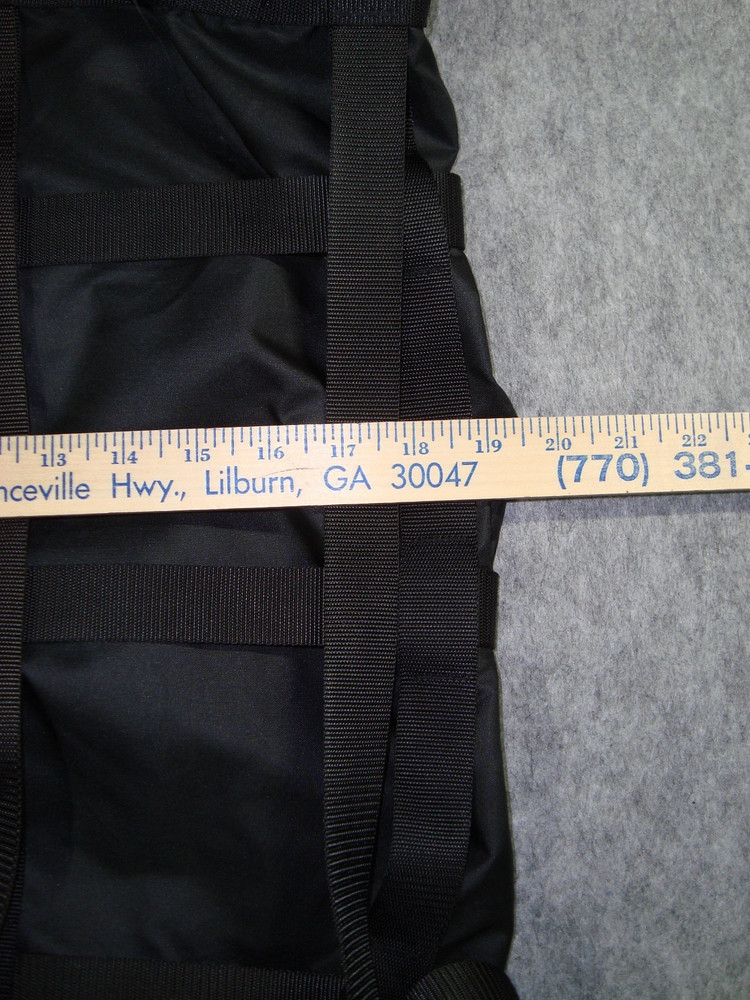 13 14 15 16 17 18 19 20 21 22
nceville Hwy., Lilburn, GA 30047 (770) 381-